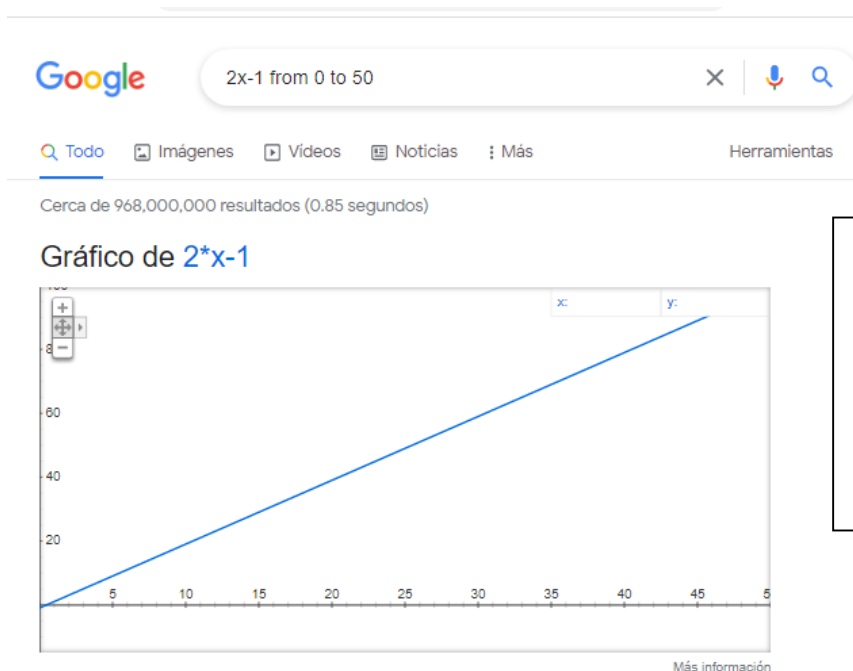 Google
2x-1 from 0 to 50
Todo Imágenes Vídeos Noticias Más Herramientas
Cerca de 968,000,000 resultados (0.85 segundos)
Gráfico de 2*x-1
x: y:
60
40
20
5 10 15 20 25 30 35 40 45
Más información